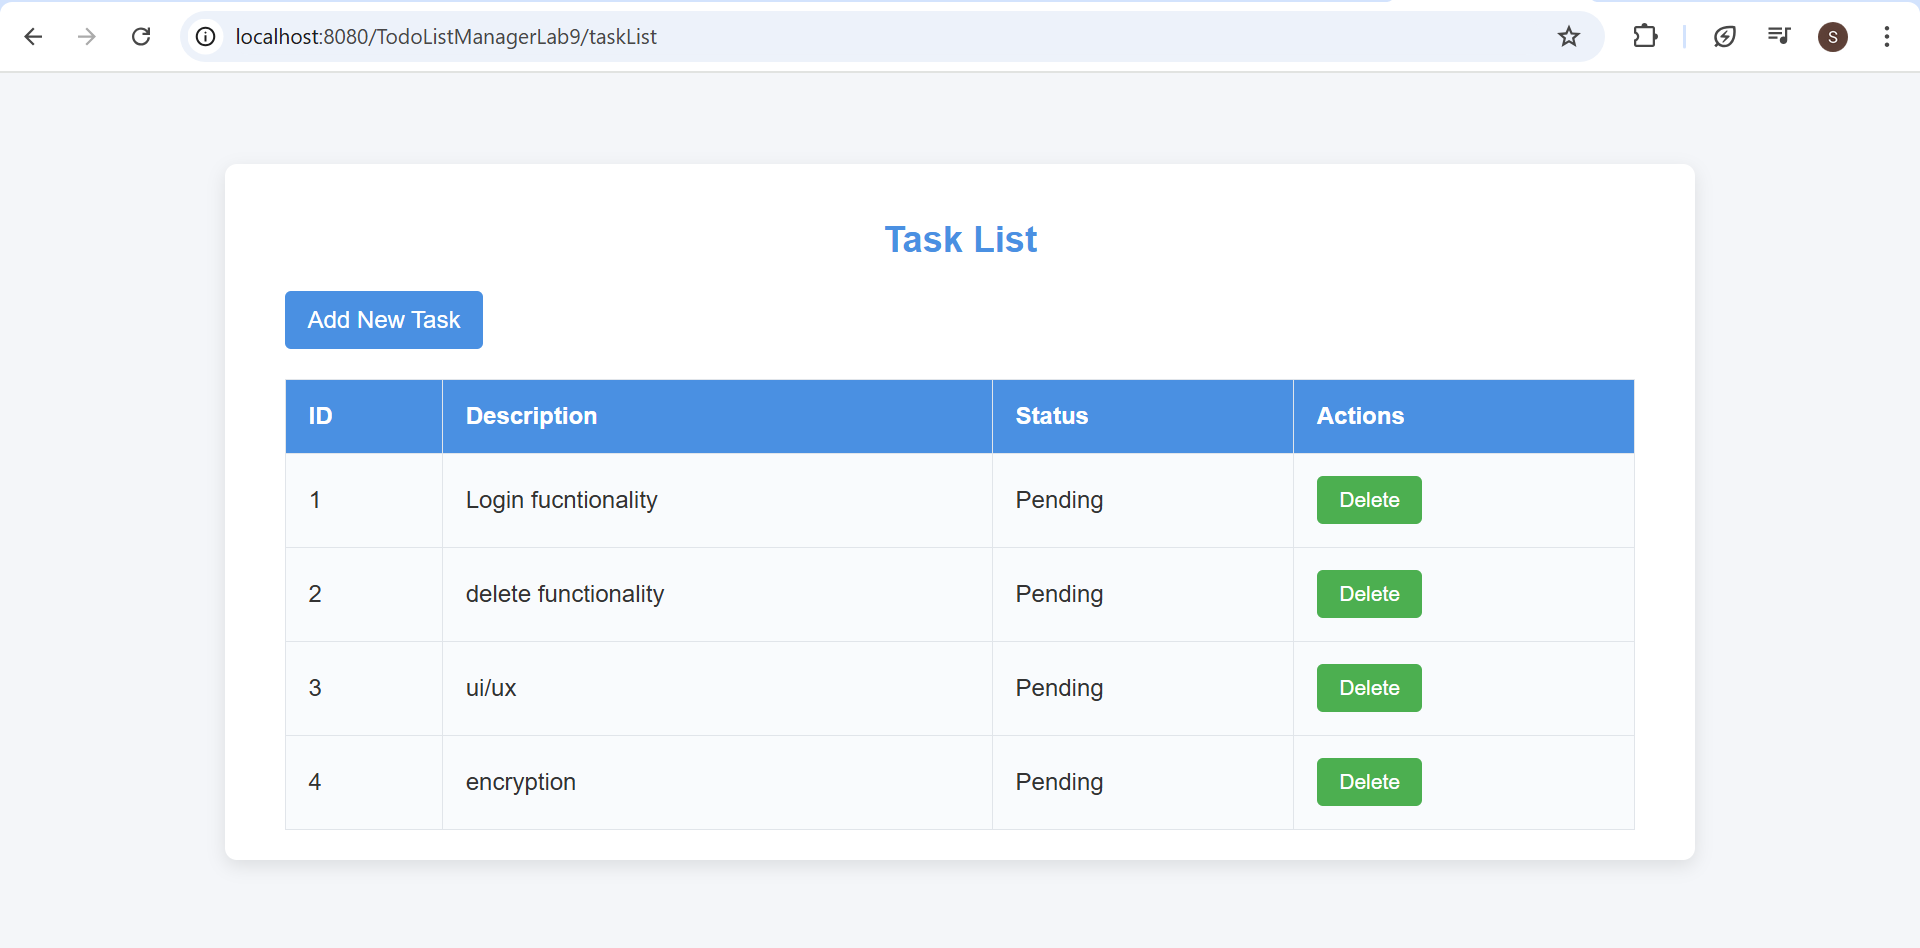 localhost:8080/TodoListManagerLab9/taskList
S
Task List
Add New Task
ID Description Status Actions
1 Login fucntionality Pending Delete
2 delete functionality Pending Delete
3 ui/ux Pending Delete
4 encryption Pending Delete